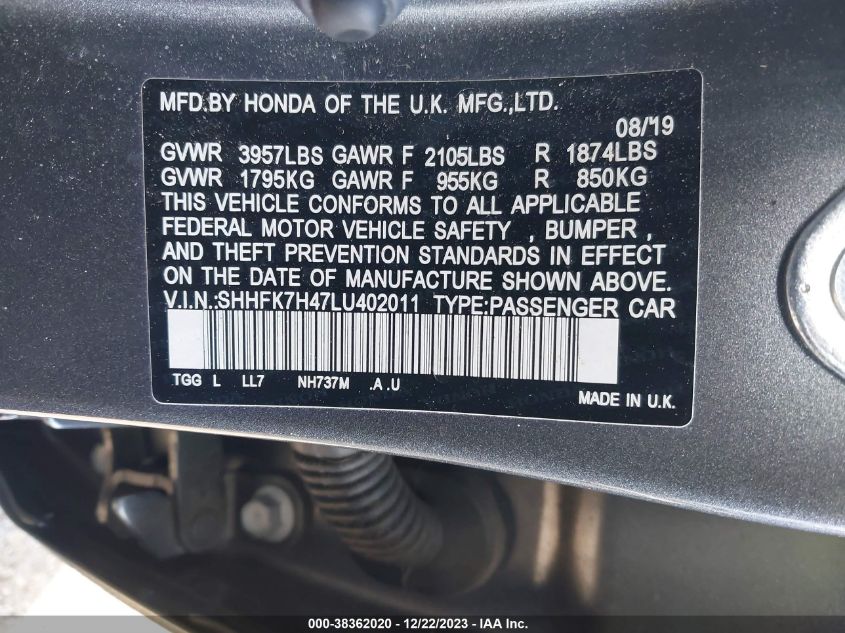 MFD.BY HONDA OF THE U.K. MFG.,LTD.
08/'19
GVWR 3957LBS GAWR F 2105LBS R 1874LBS
GVWR 1795KG GAWR F 955KG R 850KG
THIS VEHICLE CONFORMS TO ALL APPLICABLE
FEDERAL MOTOR VEHICLE SAFETY , BUMPER ,
AND THEFT PREVENTION STANDARDS IN EFFECT
ON THE DATE OF MANUFACTURE SHOWN ABOVE.
V.I.N.:SHHFK7H47LU402011 TYPE:PASSENGER CAR
TGG L LL7 NH737M .A .U
MADE IN U.K.
000-38362020 - 12/22/2023 - IAA Inc.